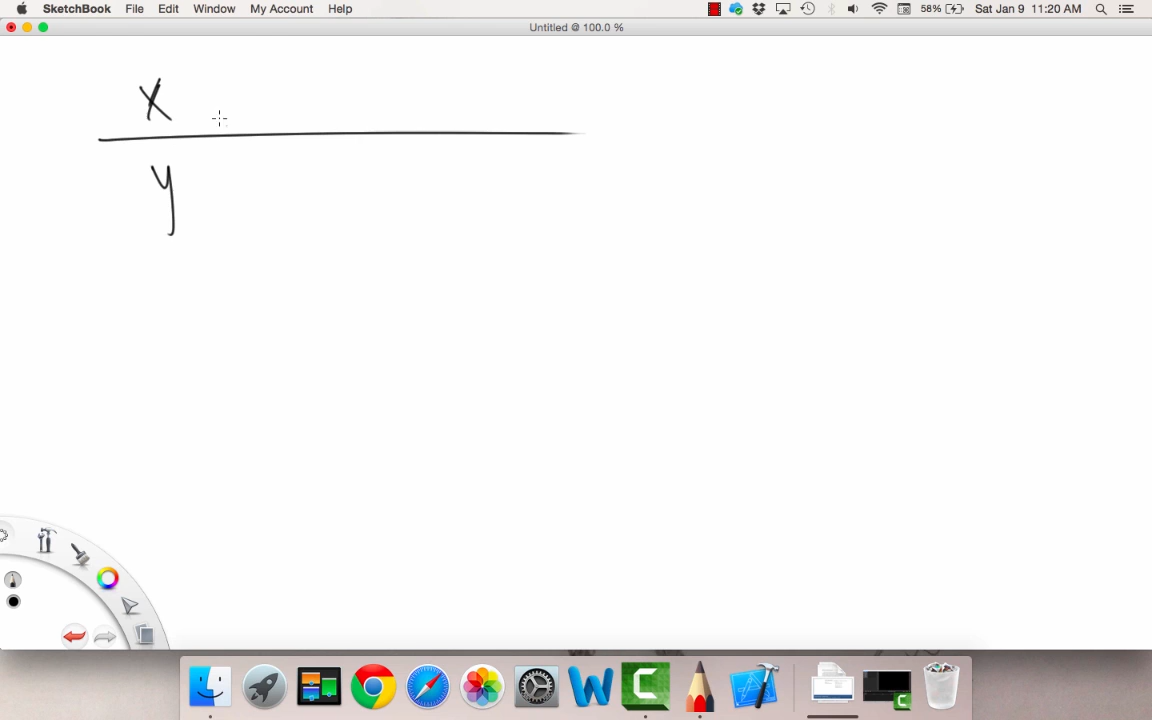 SketchBook File Edit Window My Account Help 58% Sat Jan 9 11:20 AM
Untitled @ 100.0 %
x
y